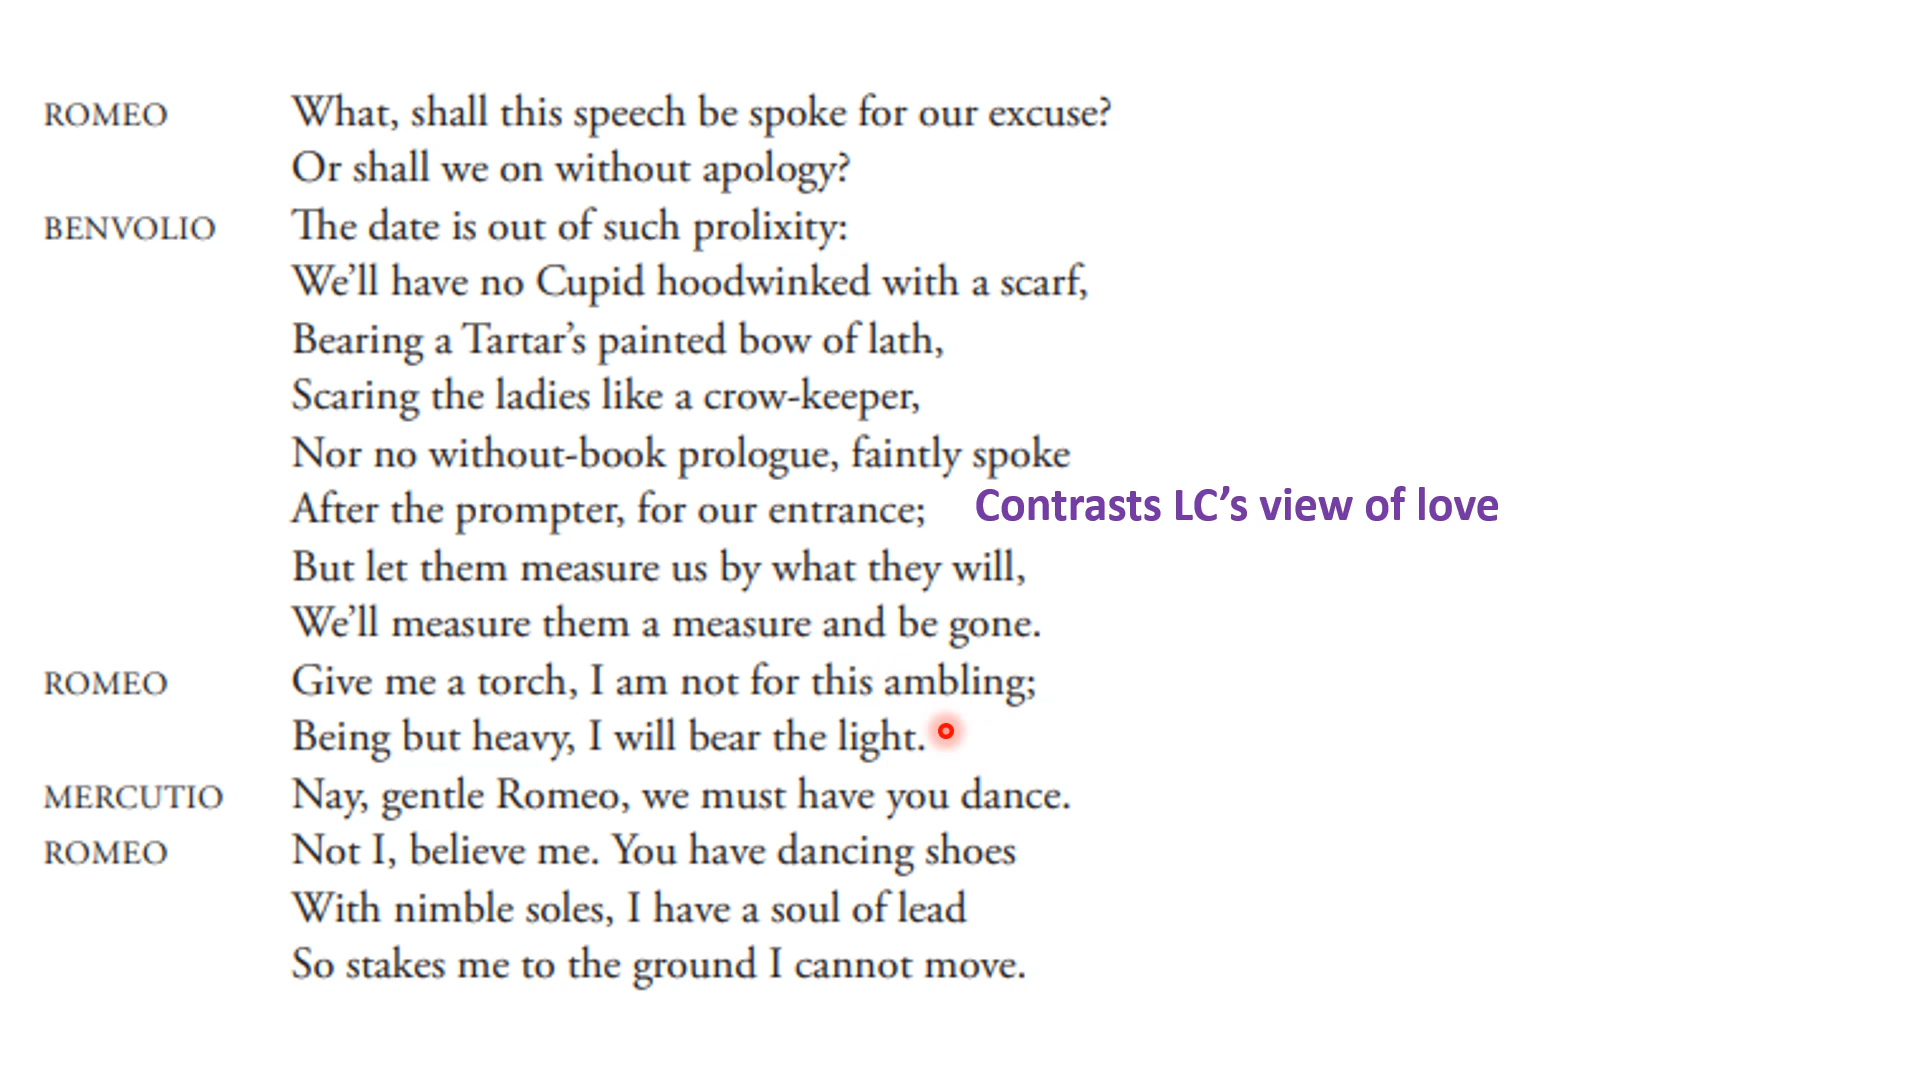 ROMEO What, shall this speech be spoke for our excuse?
Or shall we on without apology?
BENVOLIO The date is out of such prolixity:
We'll have no Cupid hoodwinked with a scarf,
Bearing a Tartar's painted bow of lath,
Scaring the ladies like a crow-keeper,
Nor no without-book prologue, faintly spoke
After the prompter, for our entrance;
Contrasts LC’s view of love
But let them measure us by what they will,
We'll measure them a measure and be gone.
ROMEO Give me a torch, I am not for this ambling;
Being but heavy, I will bear the light.
MERCUTIO Nay, gentle Romeo, we must have you dance.
ROMEO Not I, believe me. You have dancing shoes
With nimble soles, I have a soul of lead
So stakes me to the ground I cannot move.